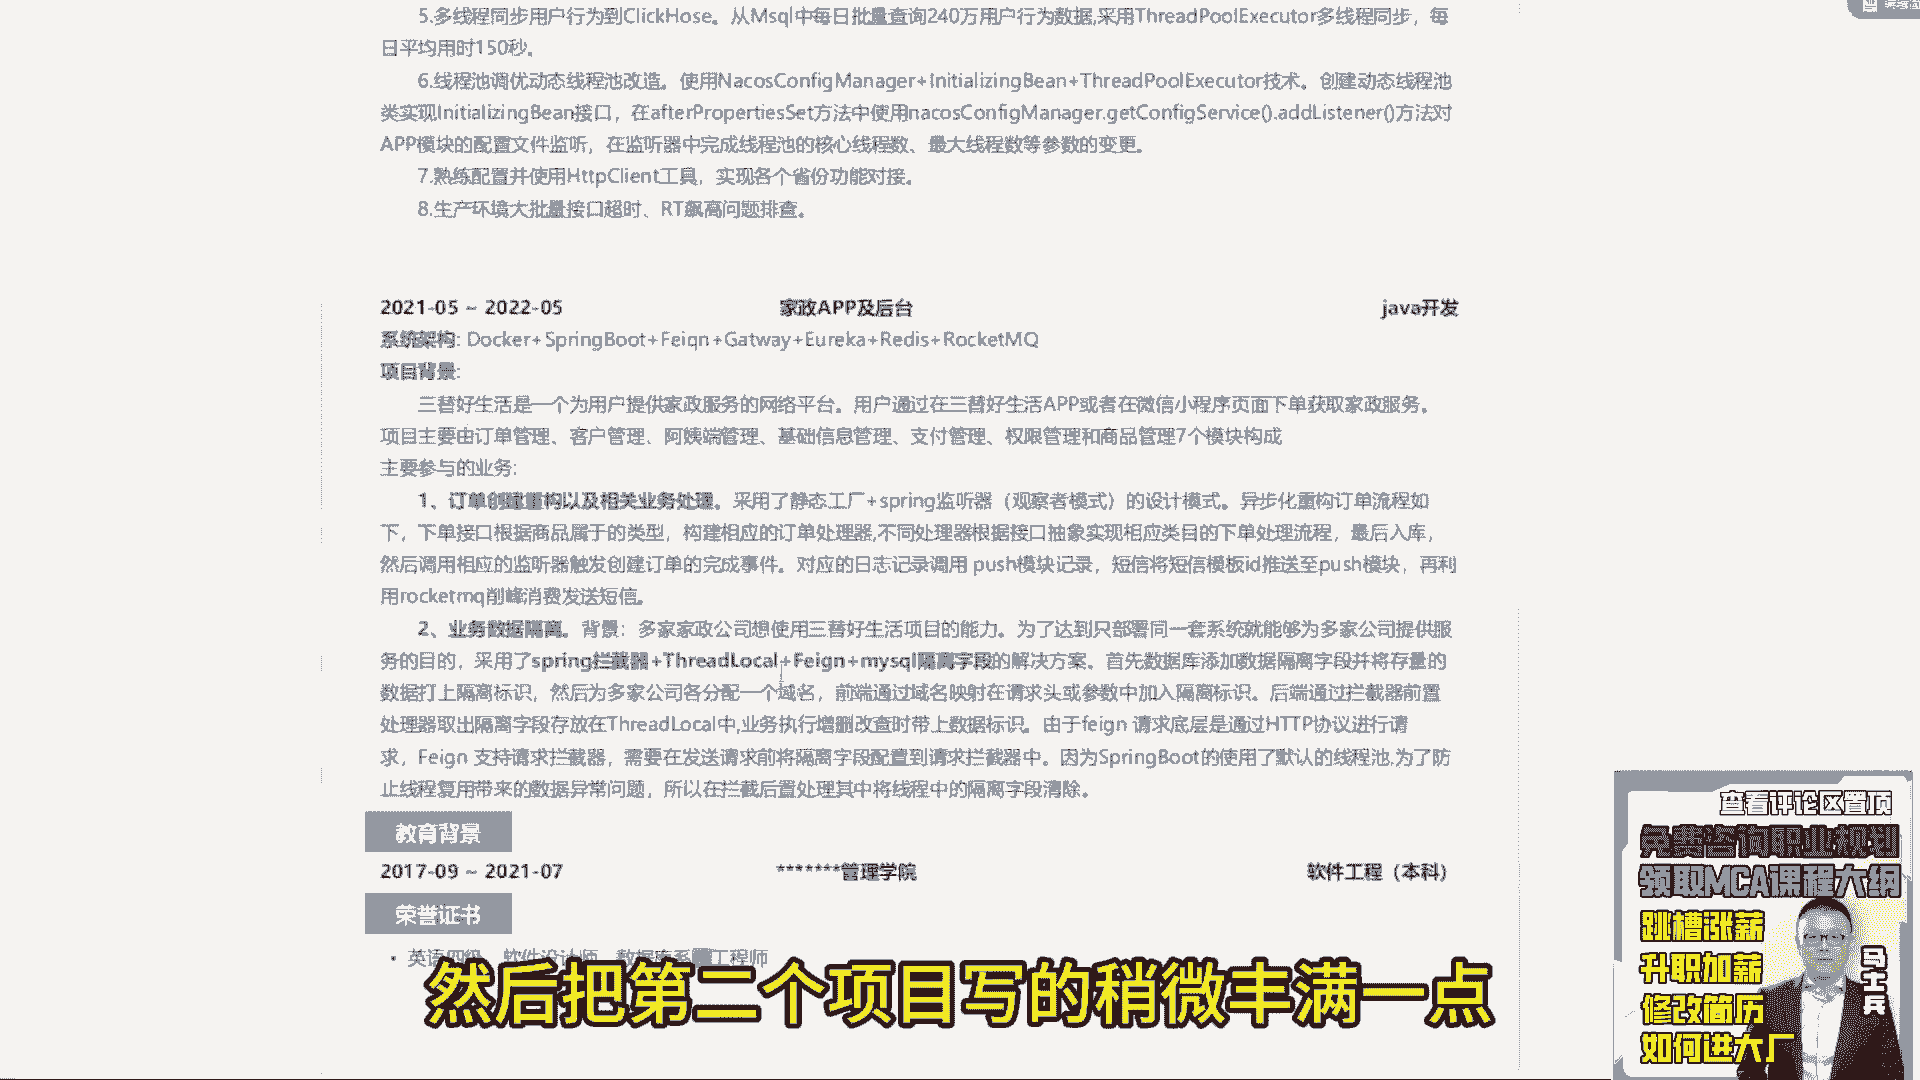 5.多线程同步用户行为到ClickHose。从Msql中每日批量查询240万用户行为数据,采用ThreadPoolExecutor多线程同步，每
日平均用时150秒。
6.线程池调优动态线程池改造。使用NacosConfigManager+InitializingBean+ThreadPoolExecutor技术。创建动态线程池
类实现InitializingBean接口，在afterPropertiesSet方法中使用nacosConfigManager.getConfigService().addListener()方法对
APP模块的配置文件监听，在监听器中完成线程池的核心线程数、最大线程数等参数的变更。
7.熟练配置并使用HttpClient工具，实现各个省份功能对接。
8.生产环境大批量接口超时、RT飙高问题排查。
2021-05 ~ 2022-05 家政APP及后台 java开发
系统架构: Docker+SpringBoot+Feign+Gatway+Eureka+Redis+RocketMQ
项目背景:
三替好生活是一个为用户提供家政服务的网络平台。用户通过在三替好生活APP或者在微信小程序页面下单获取家政服务。
项目主要由订单管理、客户管理、阿姨端管理、基础信息管理、支付管理、权限管理和商品管理7个模块构成
主要参与的业务:
1、订单创建重构以及相关业务处理。采用了静态工厂+spring监听器（观察者模式）的设计模式。异步化重构订单流程如
下，下单接口根据商品属于的类型，构建相应的订单处理器,不同处理器根据接口抽象实现相应类目的下单处理流程，最后入库，
然后调用相应的监听器触发创建订单的完成事件。对应的日志记录调用 push模块记录，短信将短信模板id推送至push模块，再利
用rocketmq削峰消费发送短信。
2、业务数据隔离。背景：多家家政公司想使用三替好生活项目的能力。为了达到只部署同一套系统就能够为多家公司提供服
务的目的，采用了spring拦截器+ThreadLocal+Feign+mysql隔离字段的解决方案。首先数据库添加数据隔离字段并将存量的
数据打上隔离标识，然后为多家公司各分配一个域名，前端通过域名映射在请求头或参数中加入隔离标识。后端通过拦截器前置
处理器取出隔离字段存放在ThreadLocal中,业务执行增删改查时带上数据标识。由于feign 请求底层是通过HTTP协议进行请
求，Feign 支持请求拦截器，需要在发送请求前将隔离字段配置到请求拦截器中。因为SpringBoot的使用了默认的线程池,为了防
止线程复用带来的数据异常问题，所以在拦截后置处理其中将线程中的隔离字段清除。
教育背景
2017-09 ~ 2021-07 *******管理学院 软件工程（本科）
荣誉证书
· 英语四级、软件设计师、数据库系统工程师
然后把第二个项目写的稍微丰满一点
查看评论区置顶
免费咨询职业规划
领取MCA课程大纲
跳槽涨薪
升职加薪
修改简历
如何进大厂
马士兵